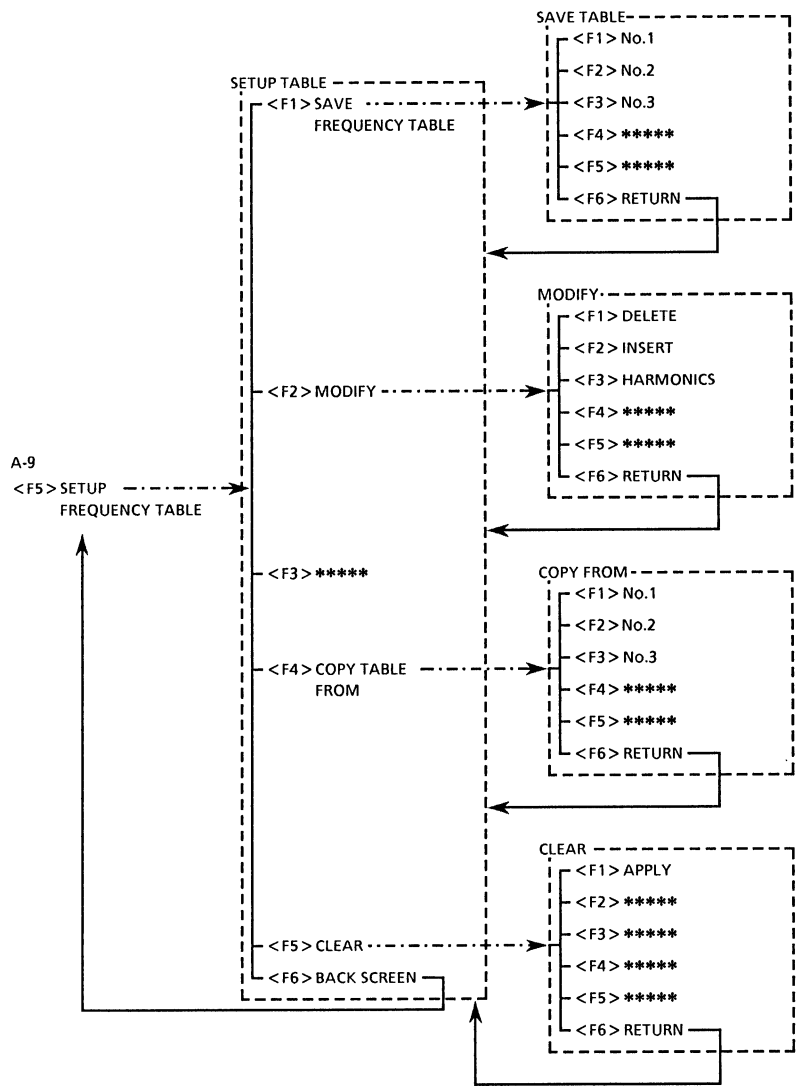 SAVE TABLE
<F1> No.1
<F2> No.2
<F3> No.3
<F4> *****
<F5> *****
<F6> RETURN
SETUP TABLE
<F1> SAVE
FREQUENCY TABLE
MODIFY
<F1> DELETE
<F2> INSERT
<F3> HARMONICS
<F4> *****
<F5> *****
<F6> RETURN
<F2> MODIFY
A-9
<F5> SETUP
FREQUENCY TABLE
<F3> *****
COPY FROM
<F1> No.1
<F2> No.2
<F3> No.3
<F4> *****
<F5> *****
<F6> RETURN
<F4> COPY TABLE
FROM
CLEAR
<F1> APPLY
<F2> *****
<F3> *****
<F4> *****
<F5> *****
<F6> RETURN
<F5> CLEAR
<F6> BACK SCREEN